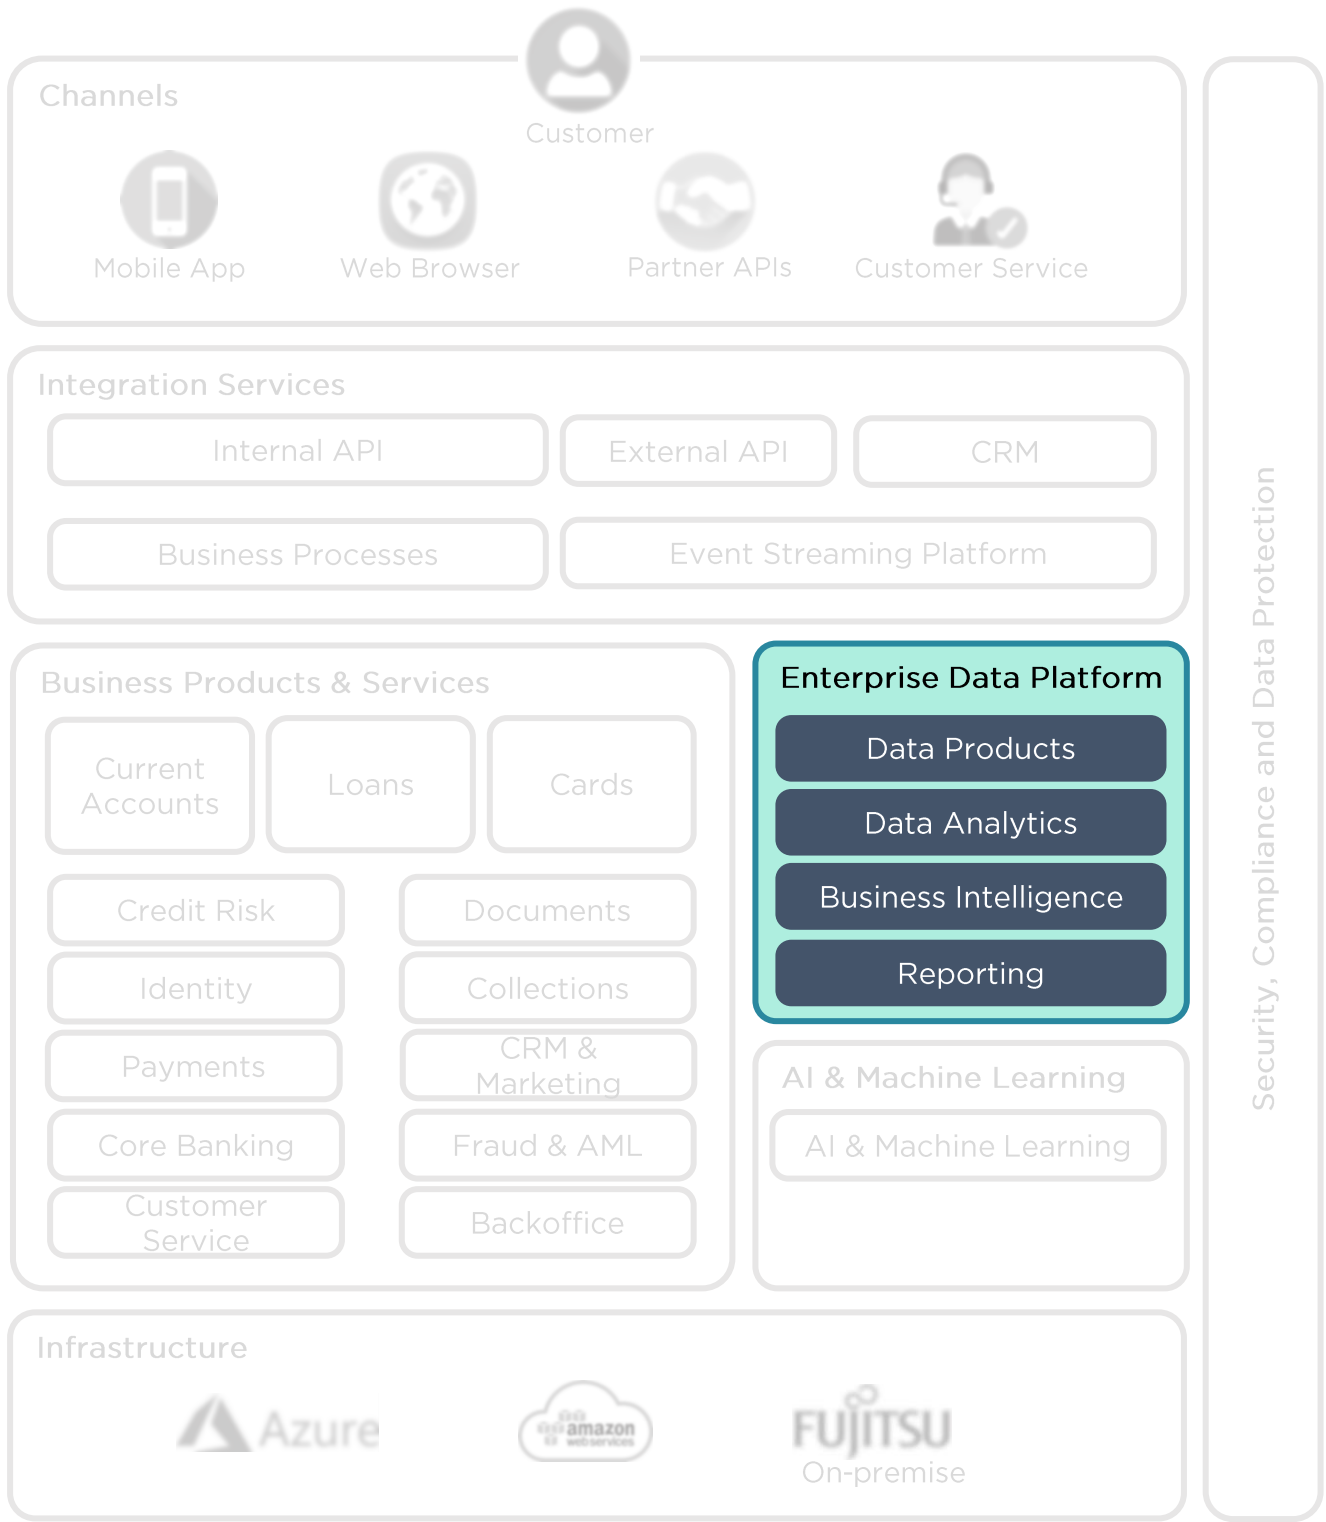 Customer
Channels
Mobile App
Web Browser
Partner APIs
Customer Service
Integration Services
Internal API
External API
CRM
Business Processes
Event Streaming Platform
Business Products & Services
Current
Accounts
Loans
Cards
Credit Risk
Documents
Identity
Collections
Payments
CRM &
Marketing
Core Banking
Fraud & AML
Customer
Service
Backoffice
Enterprise Data Platform
Data Products
Data Analytics
Business Intelligence
Reporting
AI & Machine Learning
AI & Machine Learning
Infrastructure
Azure
amazon
webservices
FUJITSU
On-premise
Security, Compliance and Data Protection